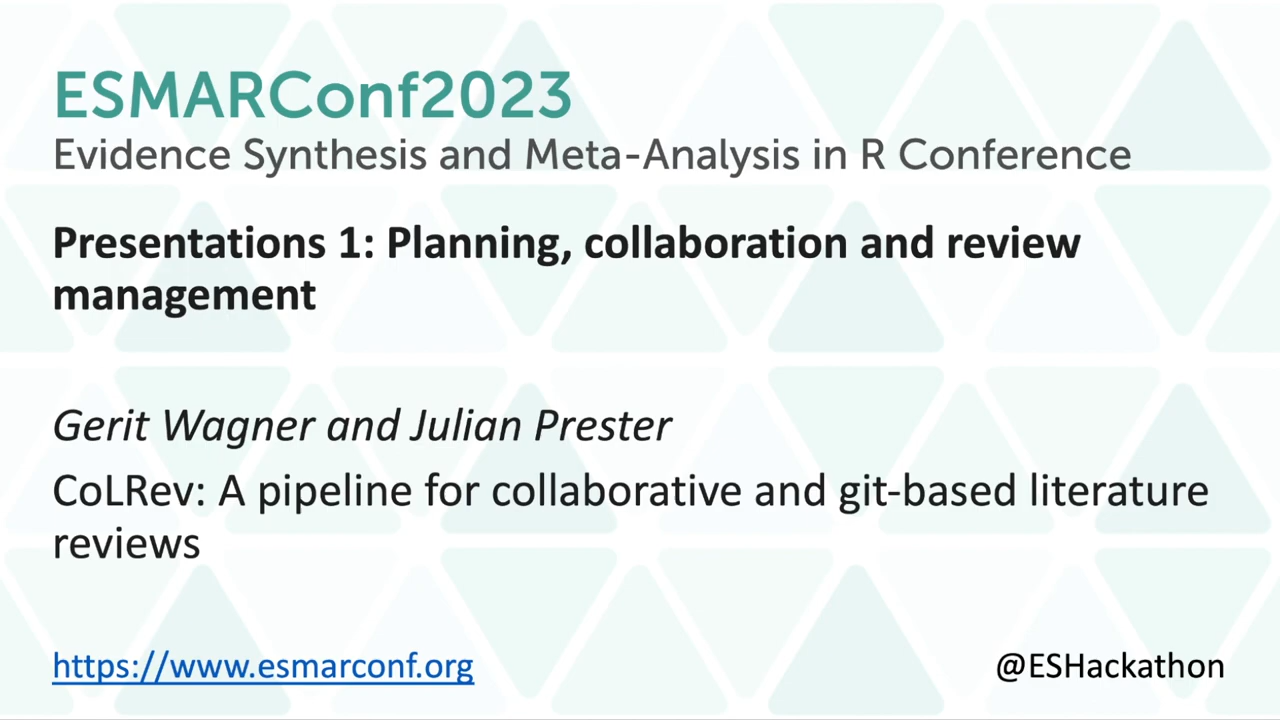 ESMARConf2023
Evidence Synthesis and Meta-Analysis in R Conference
Presentations 1: Planning, collaboration and review
management
Gerit Wagner and Julian Prester
CoLRev: A pipeline for collaborative and git-based literature
reviews
https://www.esmarconf.org
@ESHackathon